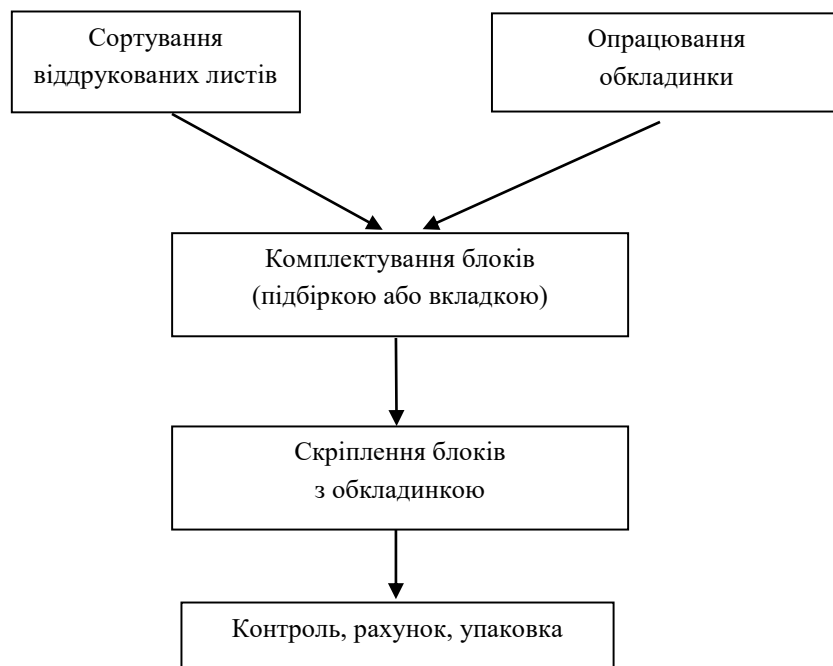 Сортування
віддрукованих листів
Опрацювання
обкладинки
Комплектування блоків
(підбіркою або вкладкою)
Скріплення блоків
з обкладинкою
Контроль, рахунок, упаковка